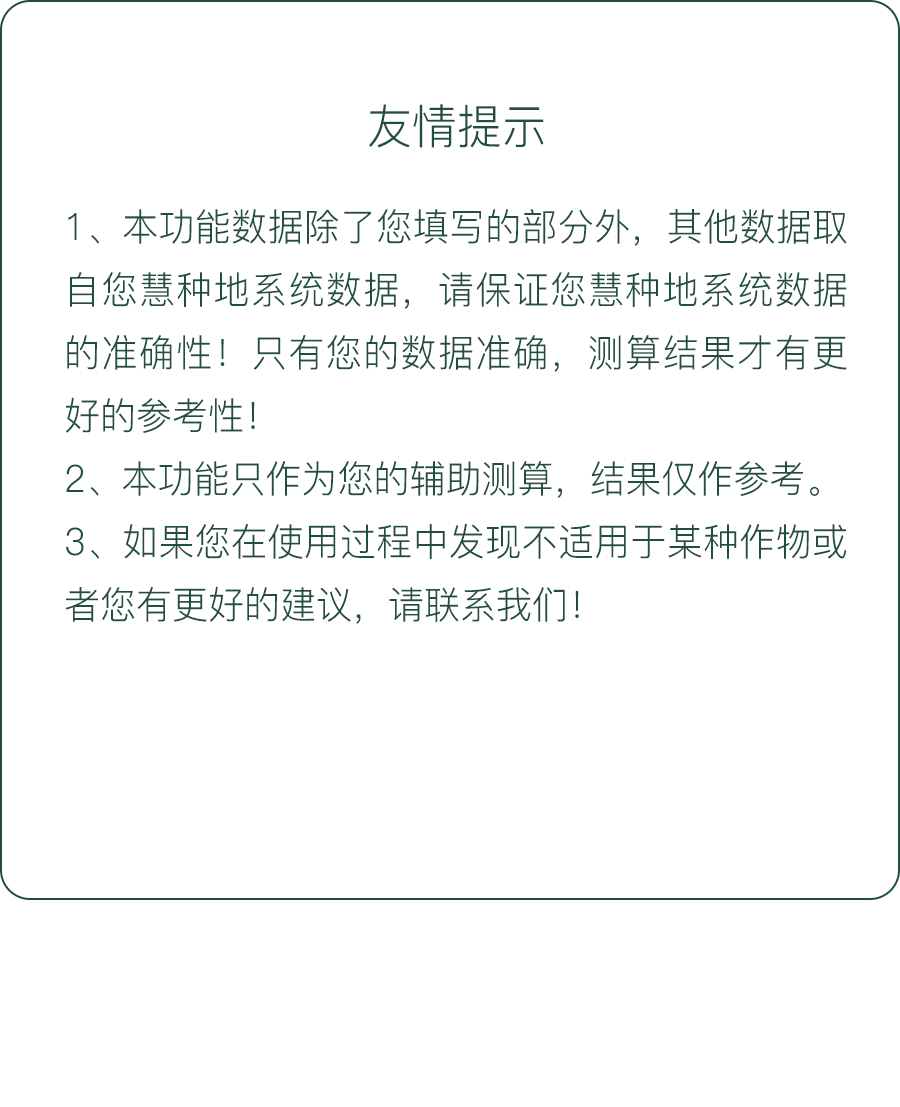 友情提示
1、本功能数据除了您填写的部分外，其他数据取
自您慧种地系统数据，请保证您慧种地系统数据
的准确性！只有您的数据准确，测算结果才有更
好的参考性！
2、本功能只作为您的辅助测算，结果仅作参考。
3、如果您在使用过程中发现不适用于某种作物或
者您有更好的建议，请联系我们！